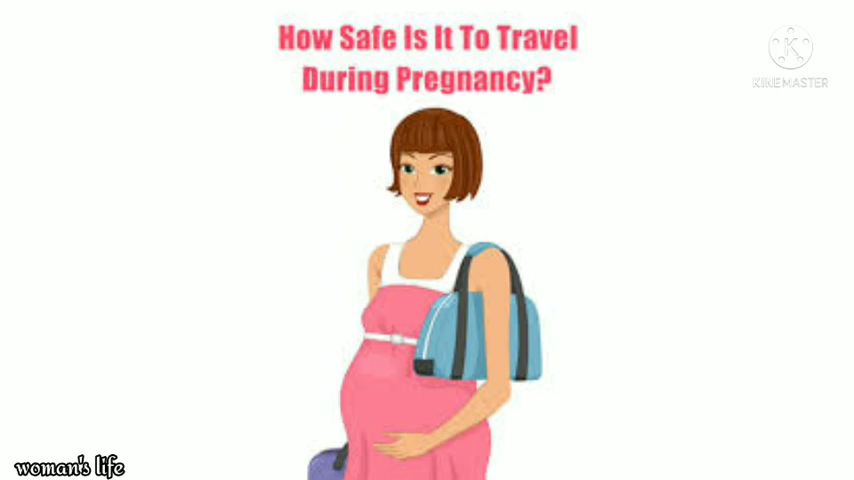 How Safe Is It To Travel
During Pregnancy?
KINEMASTER
woman's life